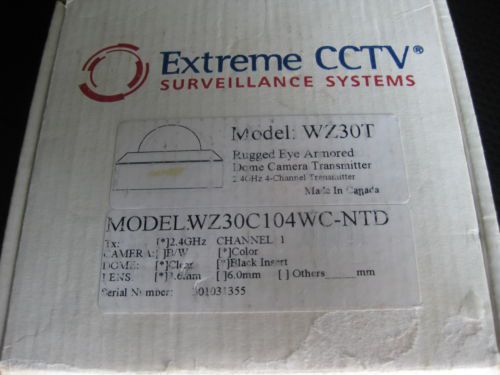 Extreme CCTV®
SURVEILLANCE SYSTEMS
Model: WZ30T
Rugged Eye Armored
Dome Camera Transmitter
2.4GHz 4-Channel Transmitter
Made In Canada
MODEL:WZ30C104WC-NTD
Tx: [*]2.4GHz CHANNEL 1
CAMERA: [ ]B/W [*]Color
DOME: [*]Clear [*]Black Insert
LENS: [*]3.6mm [ ]6.0mm [ ] Others_____mm
Serial Number: